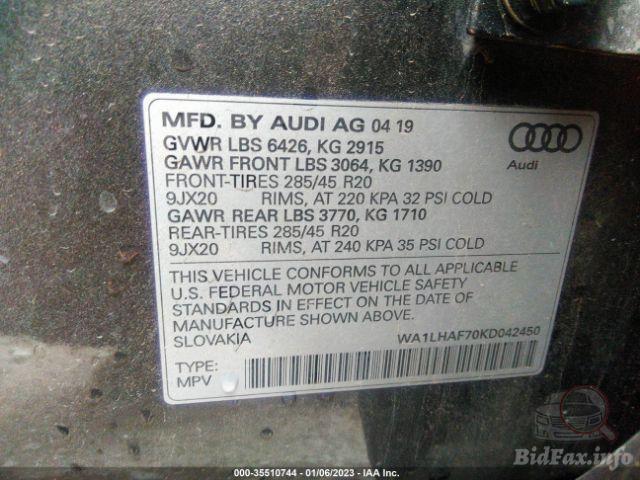 MFD. BY AUDI AG 04 19
GVWR LBS 6426, KG 2915
GAWR FRONT LBS 3064, KG 1390
FRONT-TIRES 285/45 R20
9JX20 RIMS, AT 220 KPA 32 PSI COLD
GAWR REAR LBS 3770, KG 1710
REAR-TIRES 285/45 R20
9JX20 RIMS, AT 240 KPA 35 PSI COLD
Audi
THIS VEHICLE CONFORMS TO ALL APPLICABLE
U.S. FEDERAL MOTOR VEHICLE SAFETY
STANDARDS IN EFFECT ON THE DATE OF
MANUFACTURE SHOWN ABOVE.
SLOVAKIA
WA1LHAF70KD042450
TYPE:
MPV
BidFax.info
000-35510744 - 01/06/2023 - IAA Inc.